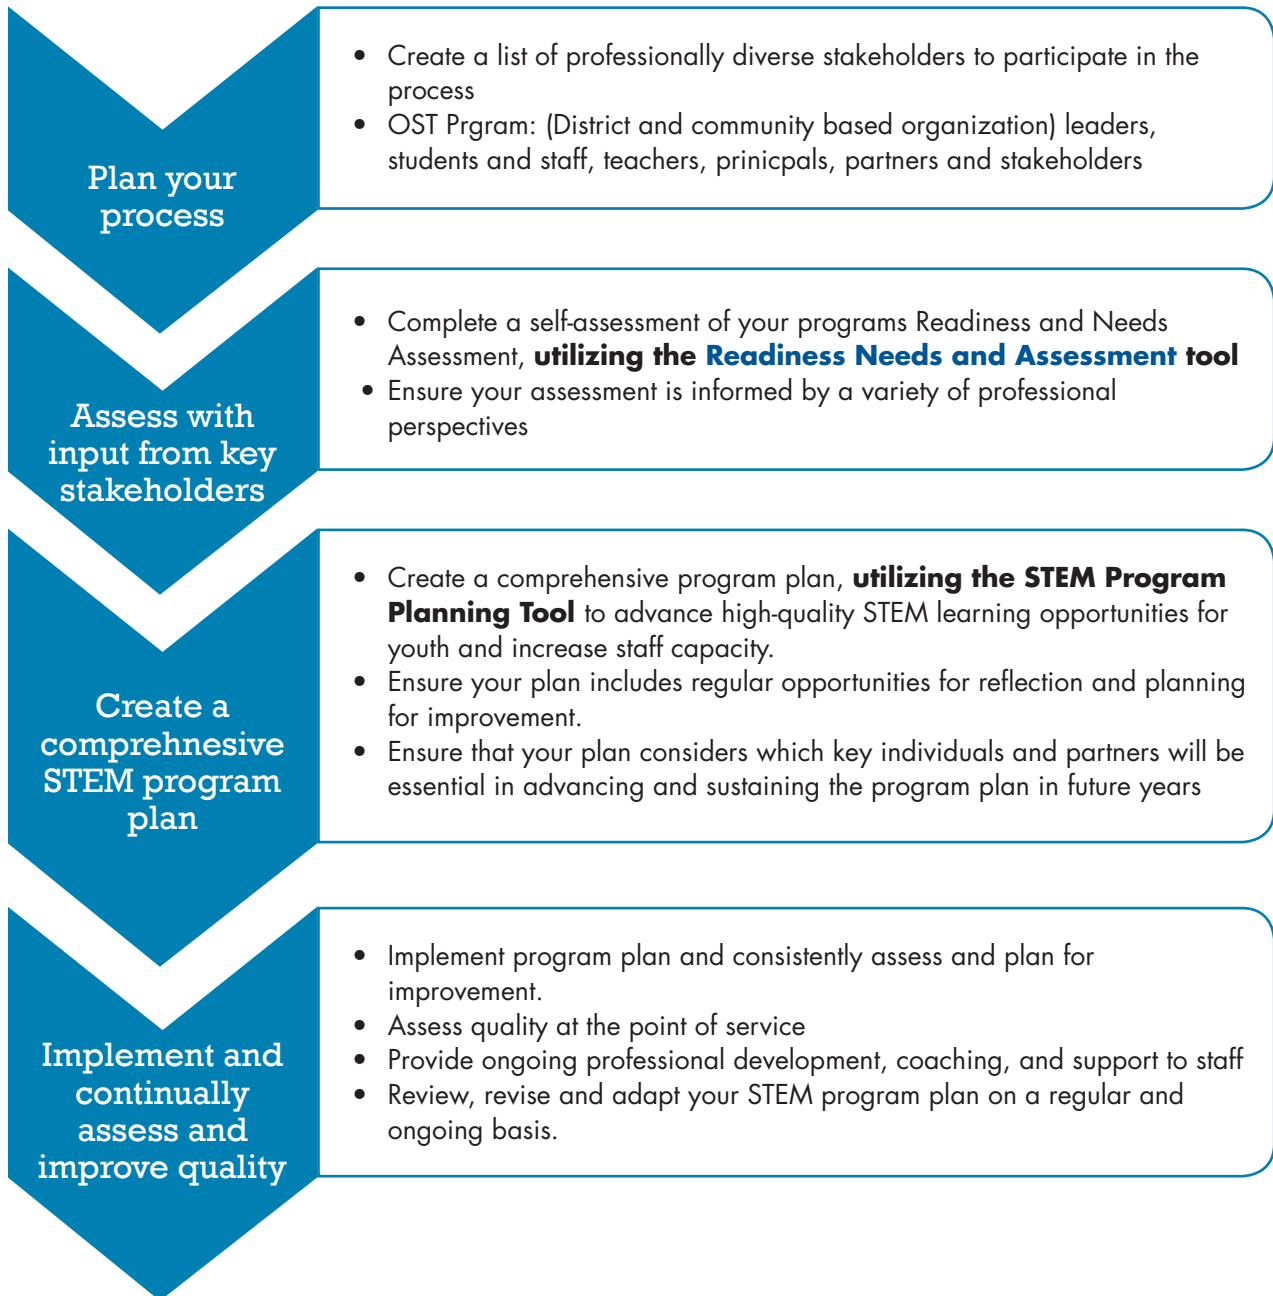 Plan your
process
• Create a list of professionally diverse stakeholders to participate in the
process
• OST Prgram: (District and community based organization) leaders,
students and staff, teachers, prinicpals, partners and stakeholders
Assess with
input from key
stakeholders
• Complete a self-assessment of your programs Readiness and Needs
Assessment, utilizing the Readiness Needs and Assessment tool
• Ensure your assessment is informed by a variety of professional
perspectives
Create a
comprehnesive
STEM program
plan
• Create a comprehensive program plan, utilizing the STEM Program
Planning Tool to advance high-quality STEM learning opportunities for
youth and increase staff capacity.
• Ensure your plan includes regular opportunities for reflection and planning
for improvement.
• Ensure that your plan considers which key individuals and partners will be
essential in advancing and sustaining the program plan in future years
Implement and
continually
assess and
improve quality
• Implement program plan and consistently assess and plan for
improvement.
• Assess quality at the point of service
• Provide ongoing professional development, coaching, and support to staff
• Review, revise and adapt your STEM program plan on a regular and
ongoing basis.